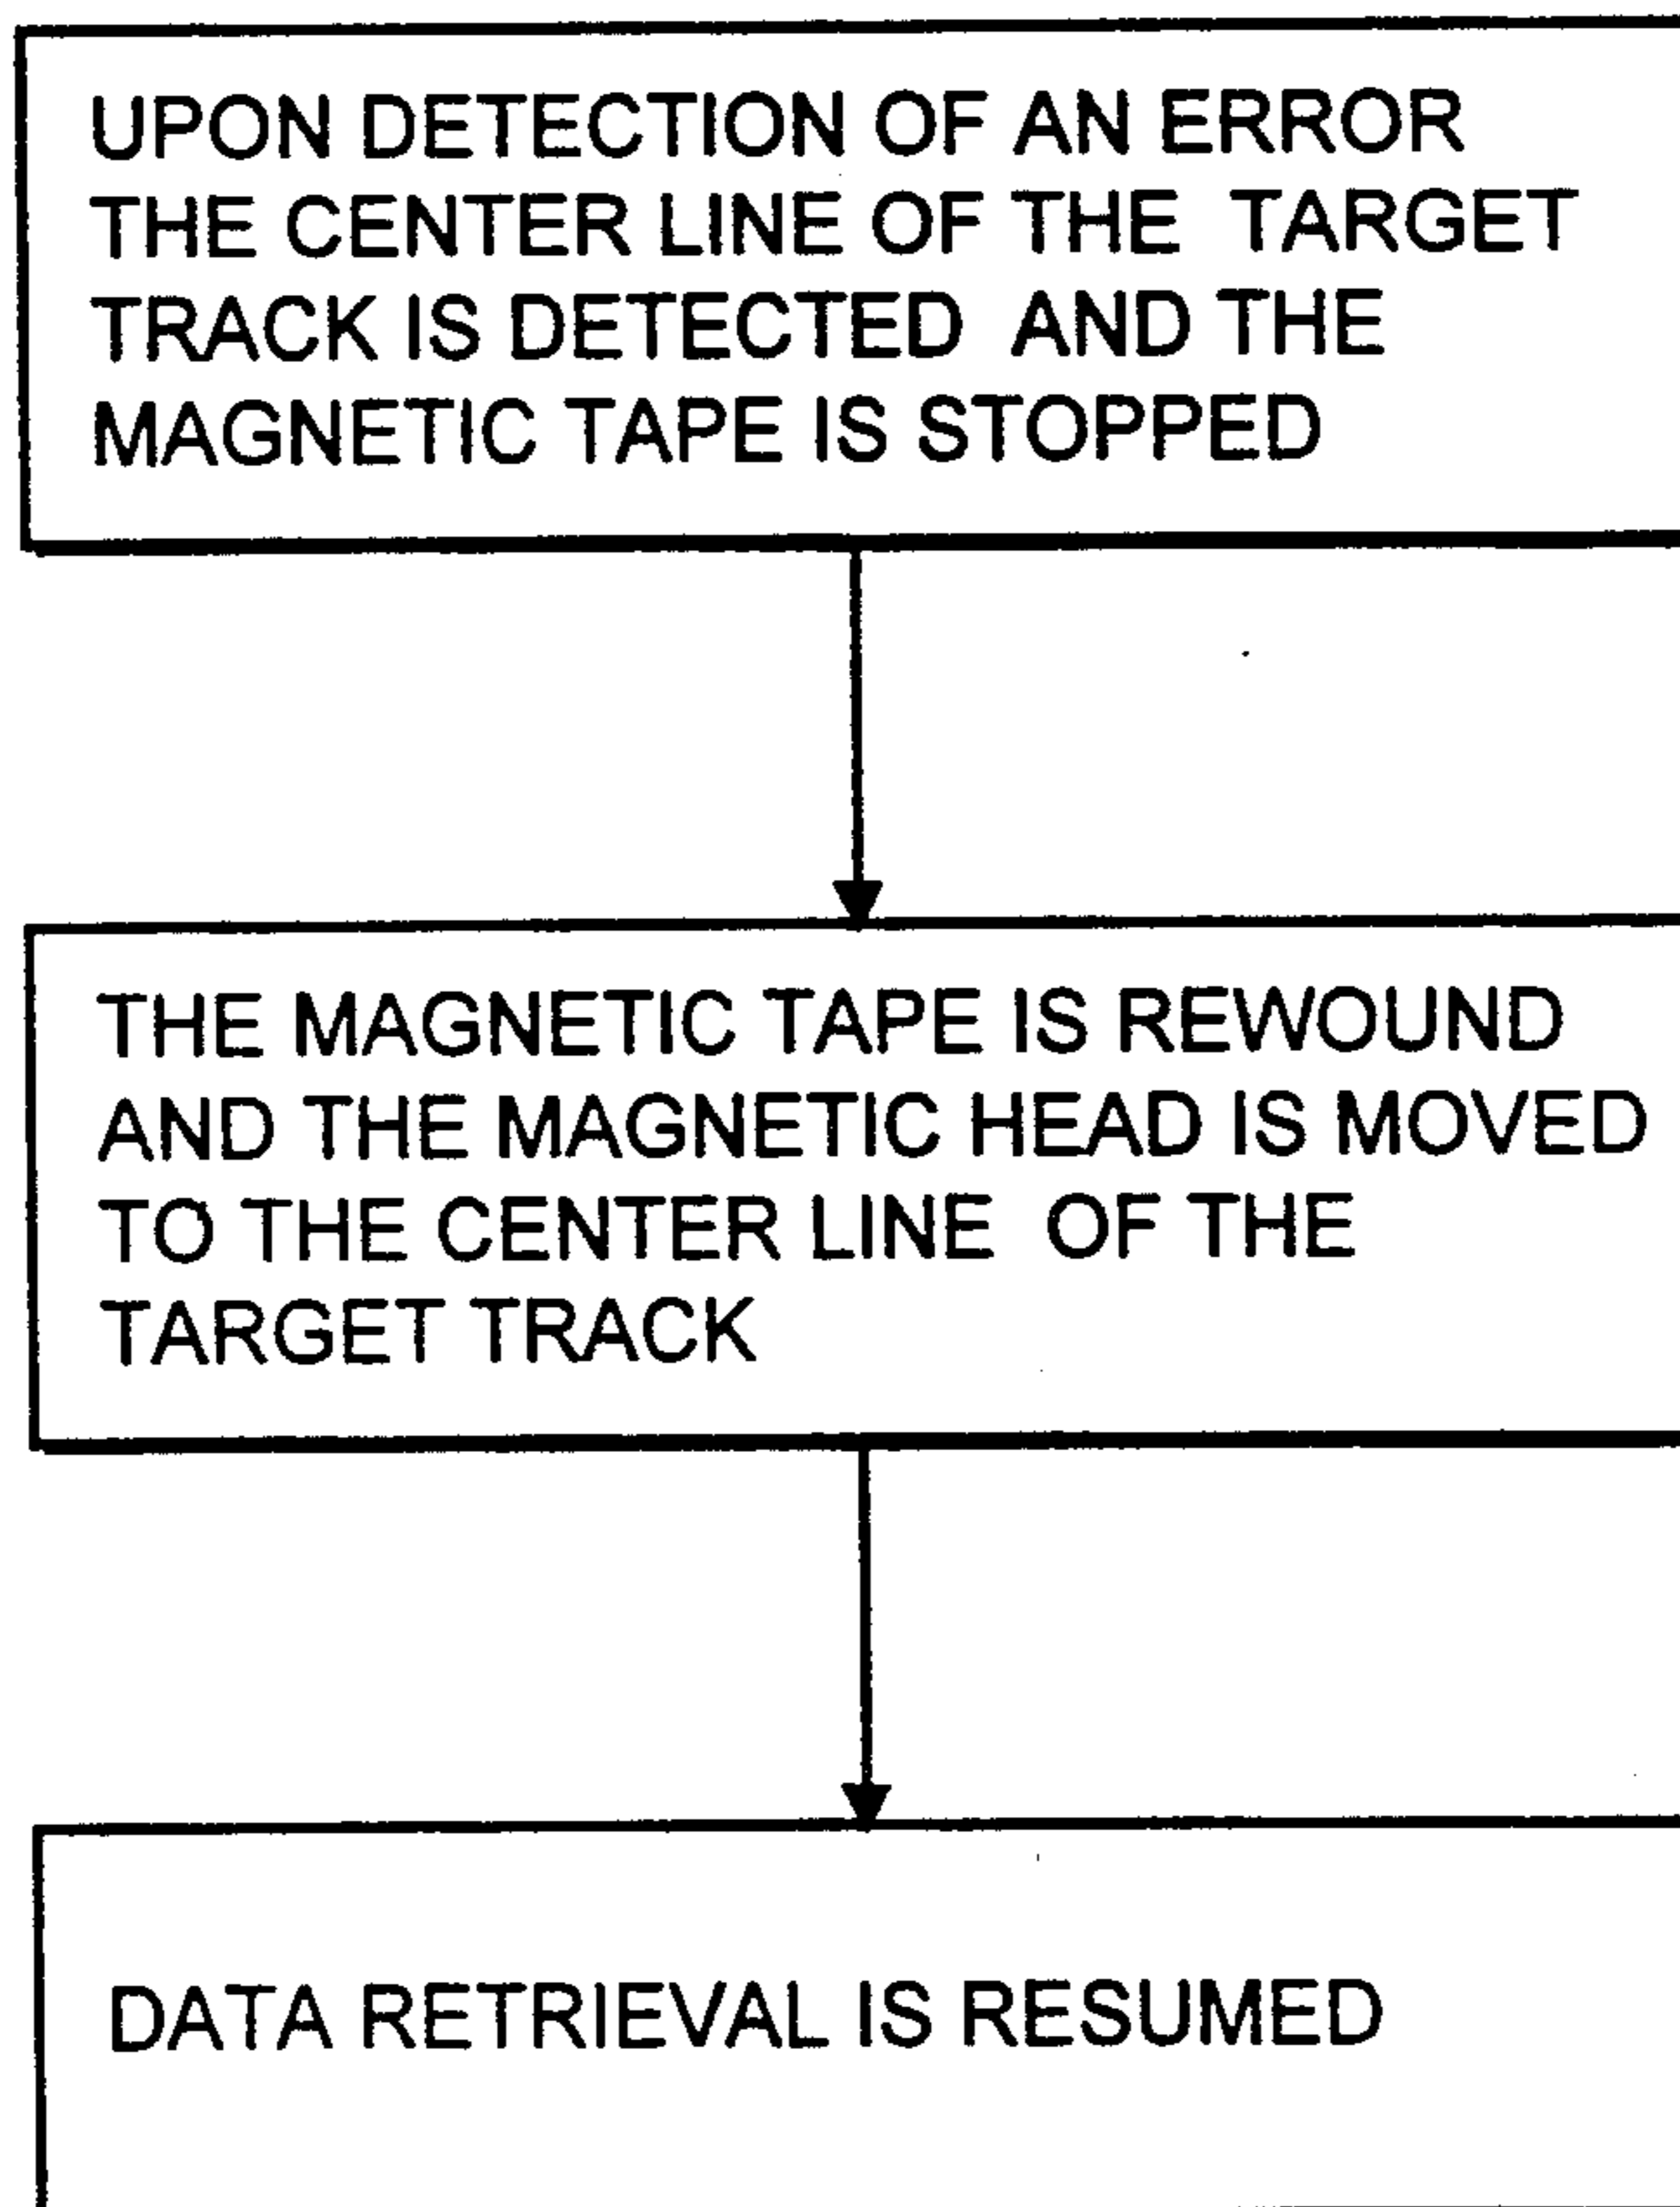 UPON DETECTION OF AN ERROR
THE CENTER LINE OF THE TARGET
TRACK IS DETECTED AND THE
MAGNETIC TAPE IS STOPPED
THE MAGNETIC TAPE IS REWOUND
AND THE MAGNETIC HEAD IS MOVED
TO THE CENTER LINE OF THE
TARGET TRACK
DATA RETRIEVAL IS RESUMED